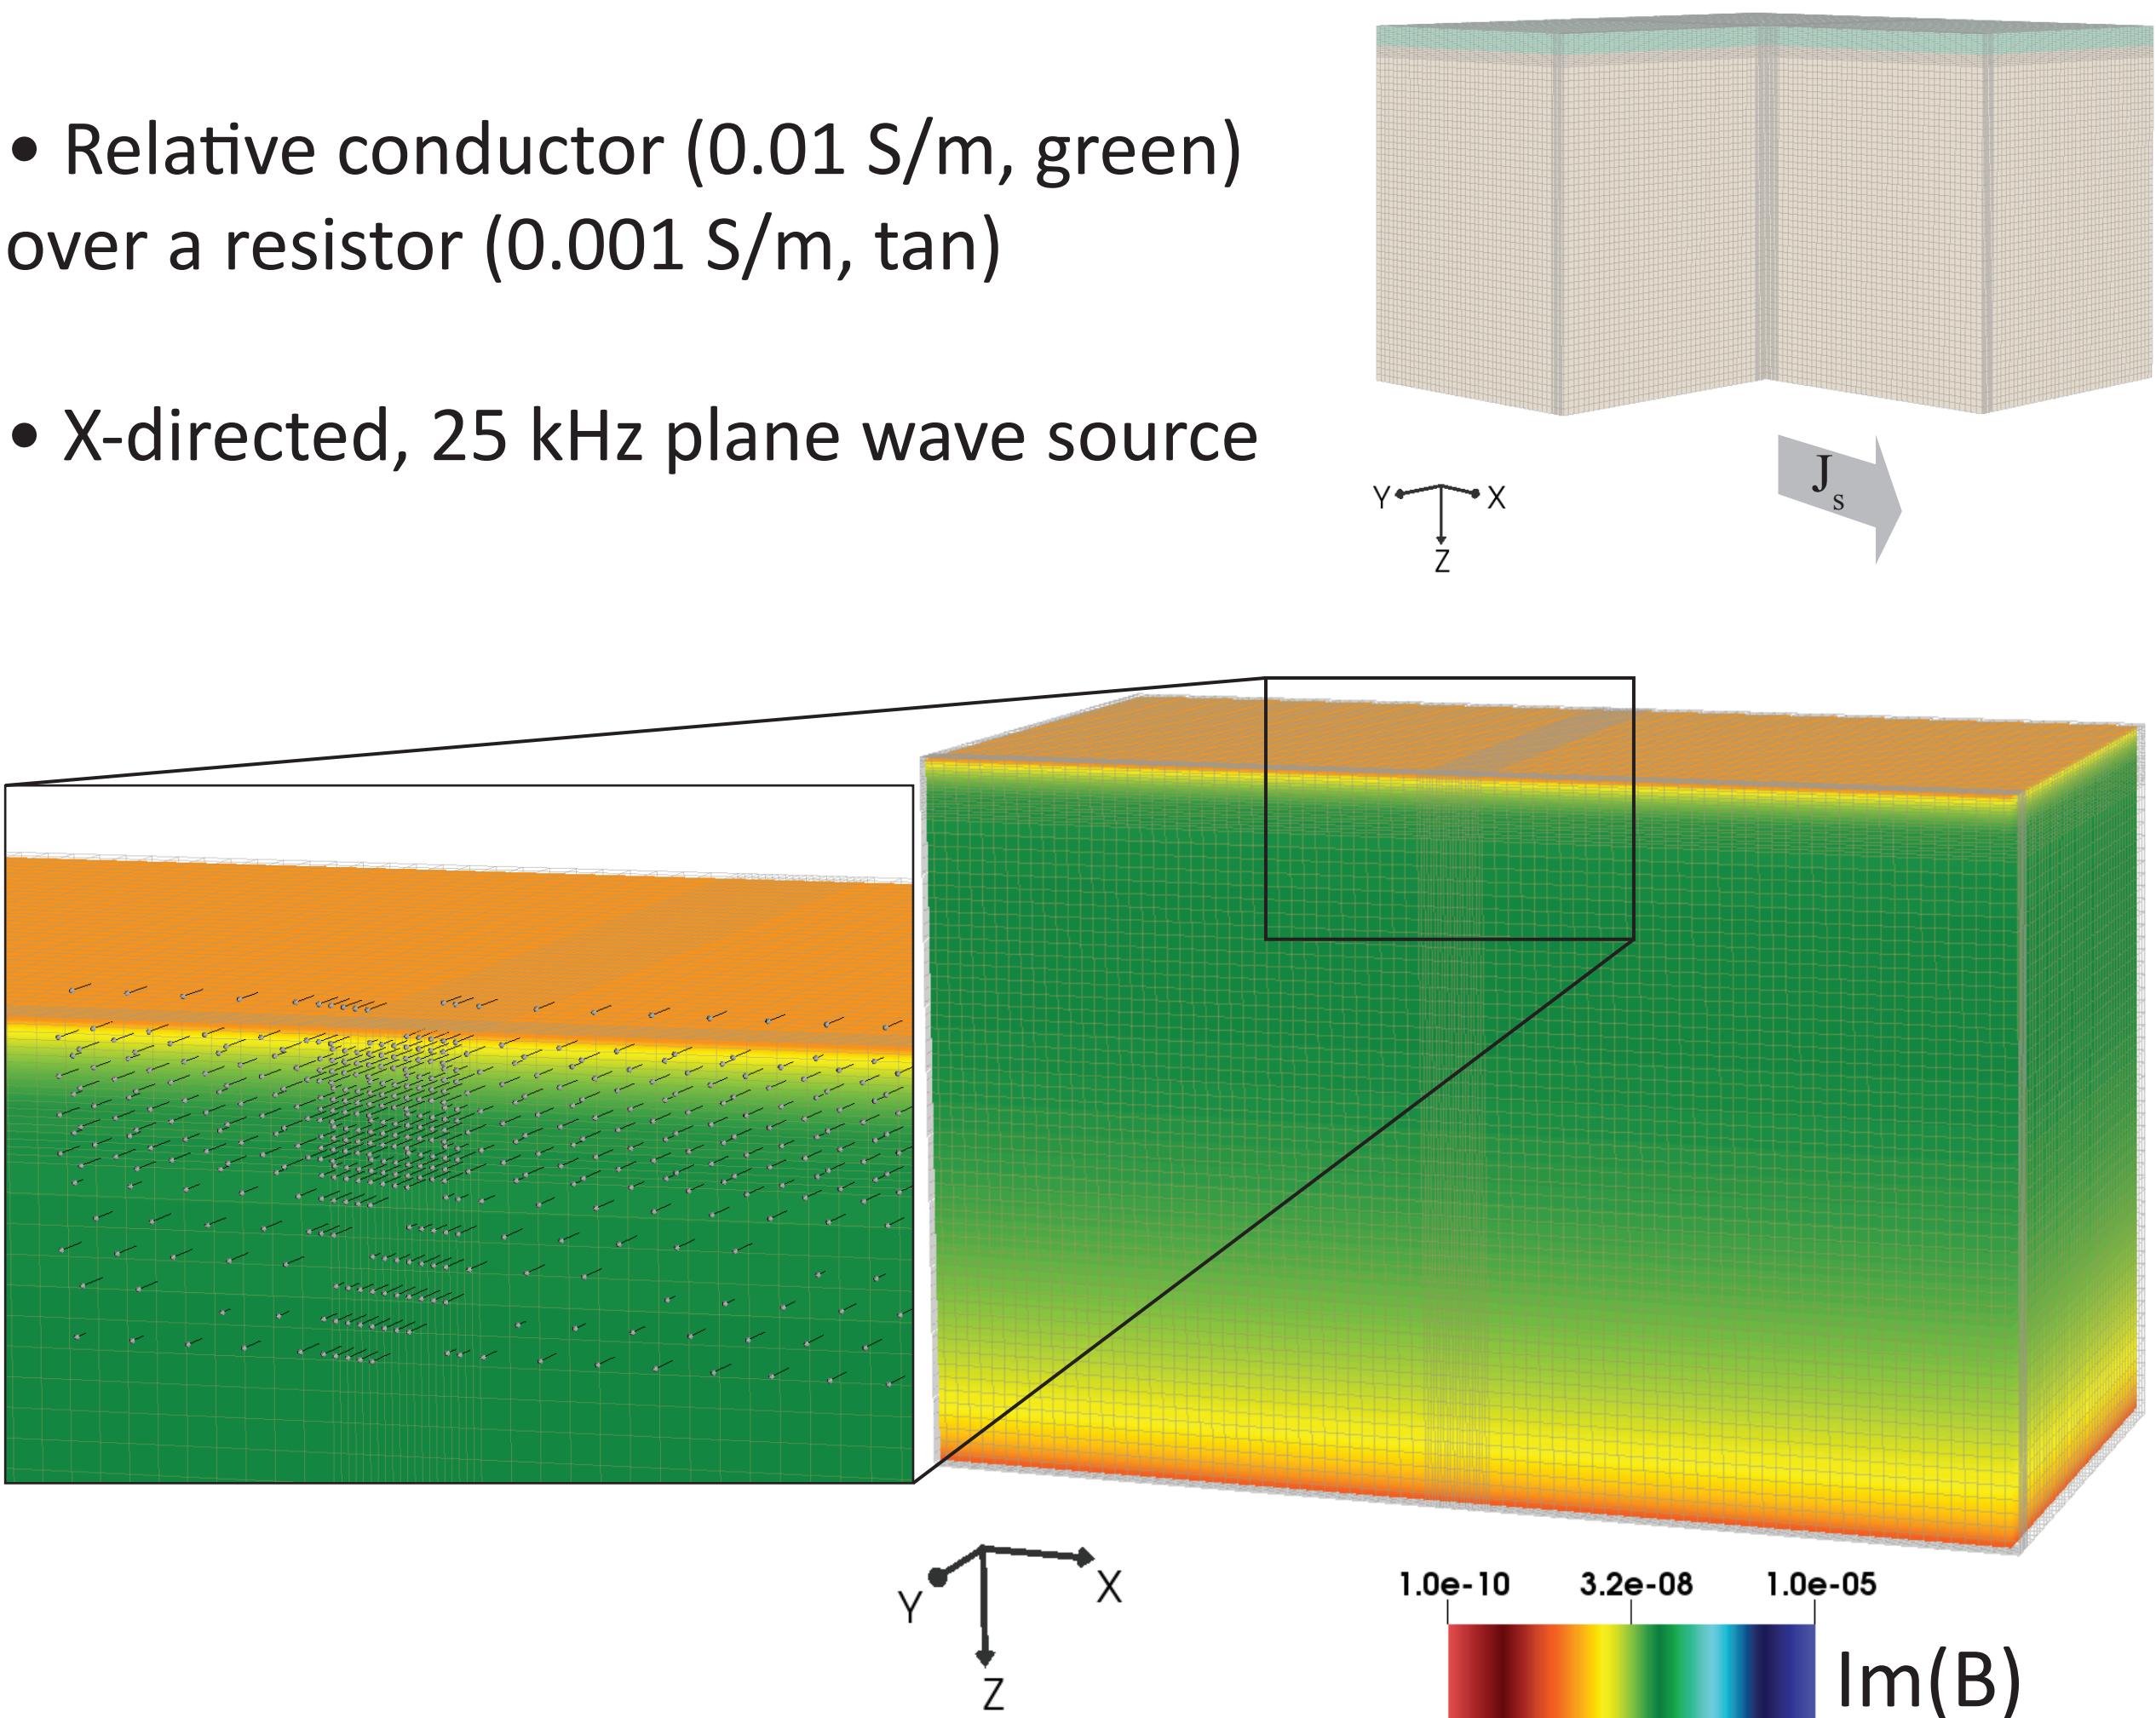 • Relative conductor (0.01 S/m, green)
over a resistor (0.001 S/m, tan)
• X-directed, 25 kHz plane wave source
Js
Y X
Z
Y X
Z
1.0e-10 3.2e-08 1.0e-05
Im(B)